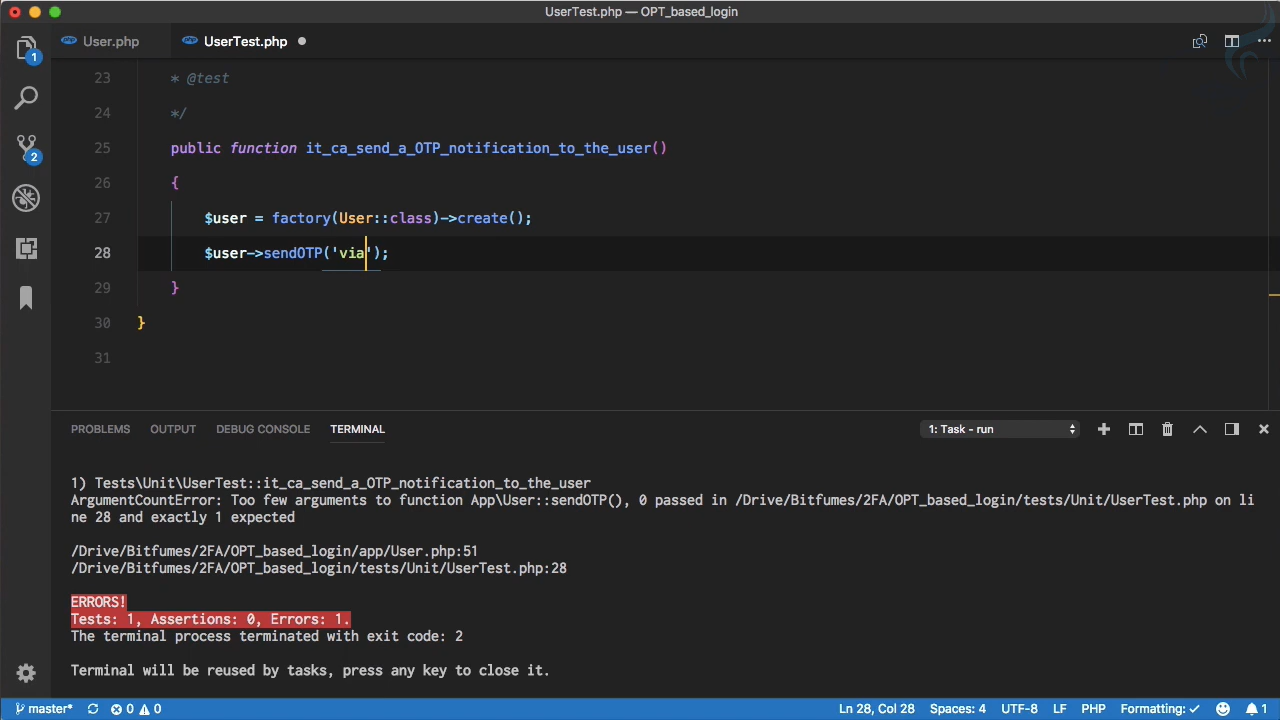 UserTest.php — OPT_based_login
User.php
UserTest.php
1
2
23 * @test
24 */
25 public function it_ca_send_a_OTP_notification_to_the_user()
26 {
27 $user = factory(User::class)->create();
28 $user->sendOTP('via');
29 }
30 }
31
PROBLEMS OUTPUT DEBUG CONSOLE TERMINAL 1: Task - run
1) Tests\Unit\UserTest::it_ca_send_a_OTP_notification_to_the_user
ArgumentCountError: Too few arguments to function App\User::sendOTP(), 0 passed in /Drive/Bitfumes/2FA/OPT_based_login/tests/Unit/UserTest.php on li
ne 28 and exactly 1 expected
/Drive/Bitfumes/2FA/OPT_based_login/app/User.php:51
/Drive/Bitfumes/2FA/OPT_based_login/tests/Unit/UserTest.php:28
ERRORS!
Tests: 1, Assertions: 0, Errors: 1.
The terminal process terminated with exit code: 2
Terminal will be reused by tasks, press any key to close it.
master* 0 0 Ln 28, Col 28 Spaces: 4 UTF-8 LF PHP Formatting: ✓ 1